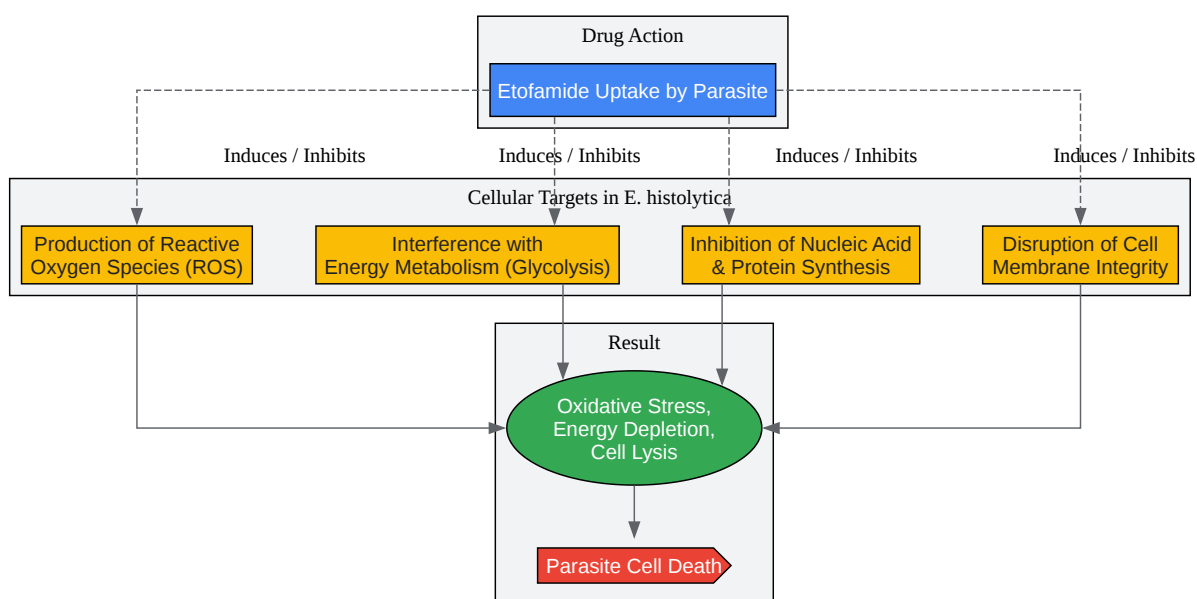 Drug Action
Etofamide Uptake by Parasite
Induces / Inhibits
Induces / Inhibits
Induces / Inhibits
Induces / Inhibits
Cellular Targets in E. histolytica
Production of Reactive
Oxygen Species (ROS)
Interference with
Energy Metabolism (Glycolysis)
Inhibition of Nucleic Acid
& Protein Synthesis
Disruption of Cell
Membrane Integrity
Result
Oxidative Stress,
Energy Depletion,
Cell Lysis
Parasite Cell Death